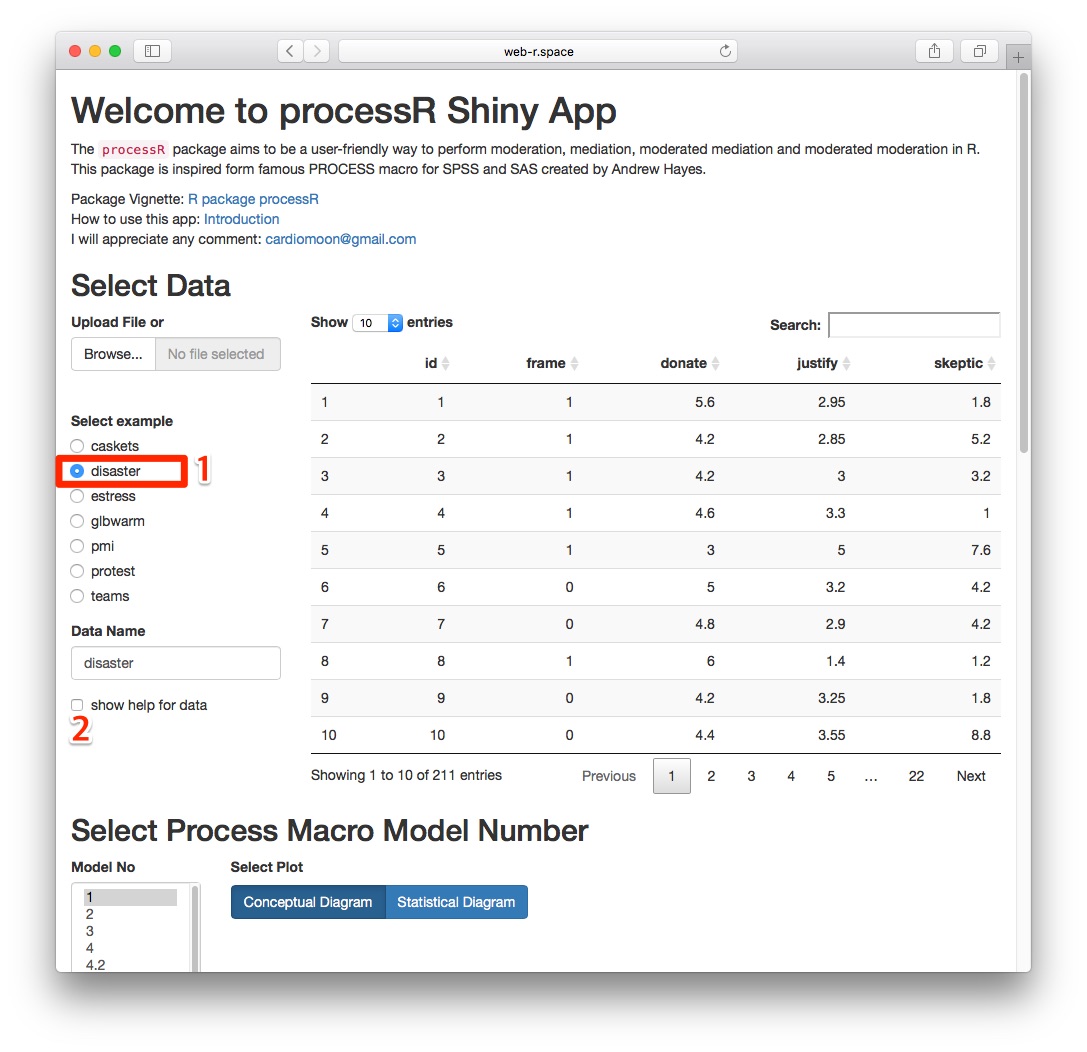 web-r.space
Welcome to processR Shiny App
The processR package aims to be a user-friendly way to perform moderation, mediation, moderated mediation and moderated moderation in R.
This package is inspired form famous PROCESS macro for SPSS and SAS created by Andrew Hayes.
Package Vignette: R package processR
How to use this app: Introduction
I will appreciate any comment: cardiomoon@gmail.com
Select Data
Upload File or
Browse... No file selected
Select example
caskets
disaster 1
estress
glbwarm
pmi
protest
teams
Data Name
disaster
show help for data
2
Show 10 entries
Search:
id frame donate justify skeptic
1 1 1 5.6 2.95 1.8
2 2 1 4.2 2.85 5.2
3 3 1 4.2 3 3.2
4 4 1 4.6 3.3 1
5 5 1 3 5 7.6
6 6 0 5 3.2 4.2
7 7 0 4.8 2.9 4.2
8 8 1 6 1.4 1.2
9 9 0 4.2 3.25 1.8
10 10 0 4.4 3.55 8.8
Showing 1 to 10 of 211 entries
Previous 1 2 3 4 5 … 22 Next
Select Process Macro Model Number
Model No
1
2
3
4
4.2
Select Plot
Conceptual Diagram Statistical Diagram